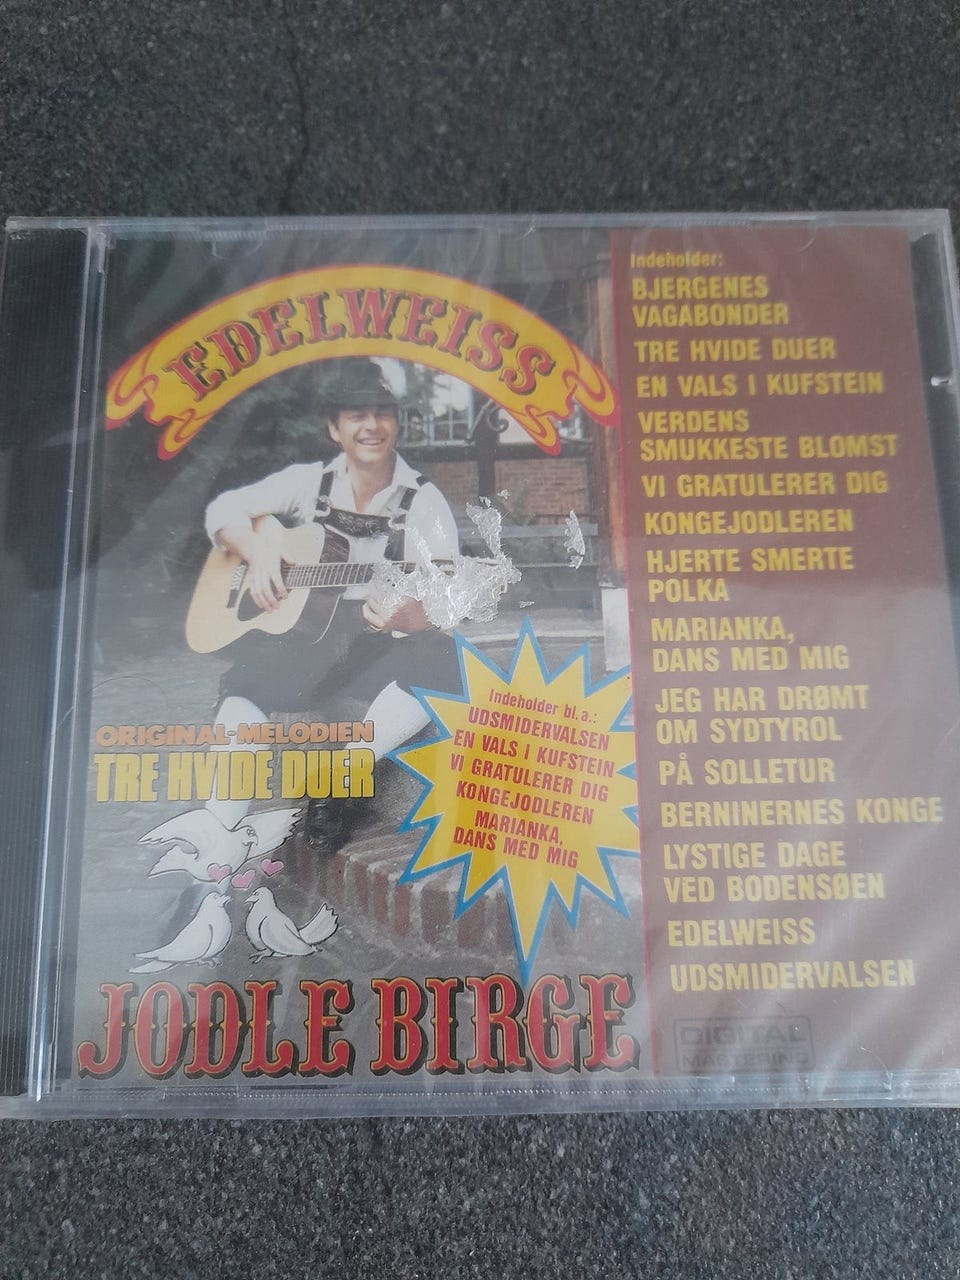 EDELWEISS
ORIGINAL-MELODIEN
TRE HVIDE DUER
Indeholder bl.a.:
UDSMIDERVALSEN
EN VALS I KUFSTEIN
VI GRATULERER DIG
KONGEJODLEREN
MARIANKA,
DANS MED MIG
JODLE BIRGE
Indeholder:
BJERGENES
VAGABONDER
TRE HVIDE DUER
EN VALS I KUFSTEIN
VERDENS
SMUKKESTE BLOMST
VI GRATULERER DIG
KONGEJODLEREN
HJERTE SMERTE
POLKA
MARIANKA,
DANS MED MIG
JEG HAR DRØMT
OM SYDTYROL
PÅ SOLLETUR
BERNINERNES KONGE
LYSTIGE DAGE
VED BODENSØEN
EDELWEISS
UDSMIDERVALSEN
DIGITAL
MASTERING